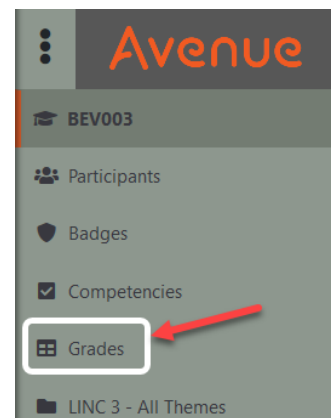 Avenue
BEV003
Participants
Badges
Competencies
Grades
LINC 3 - All Themes